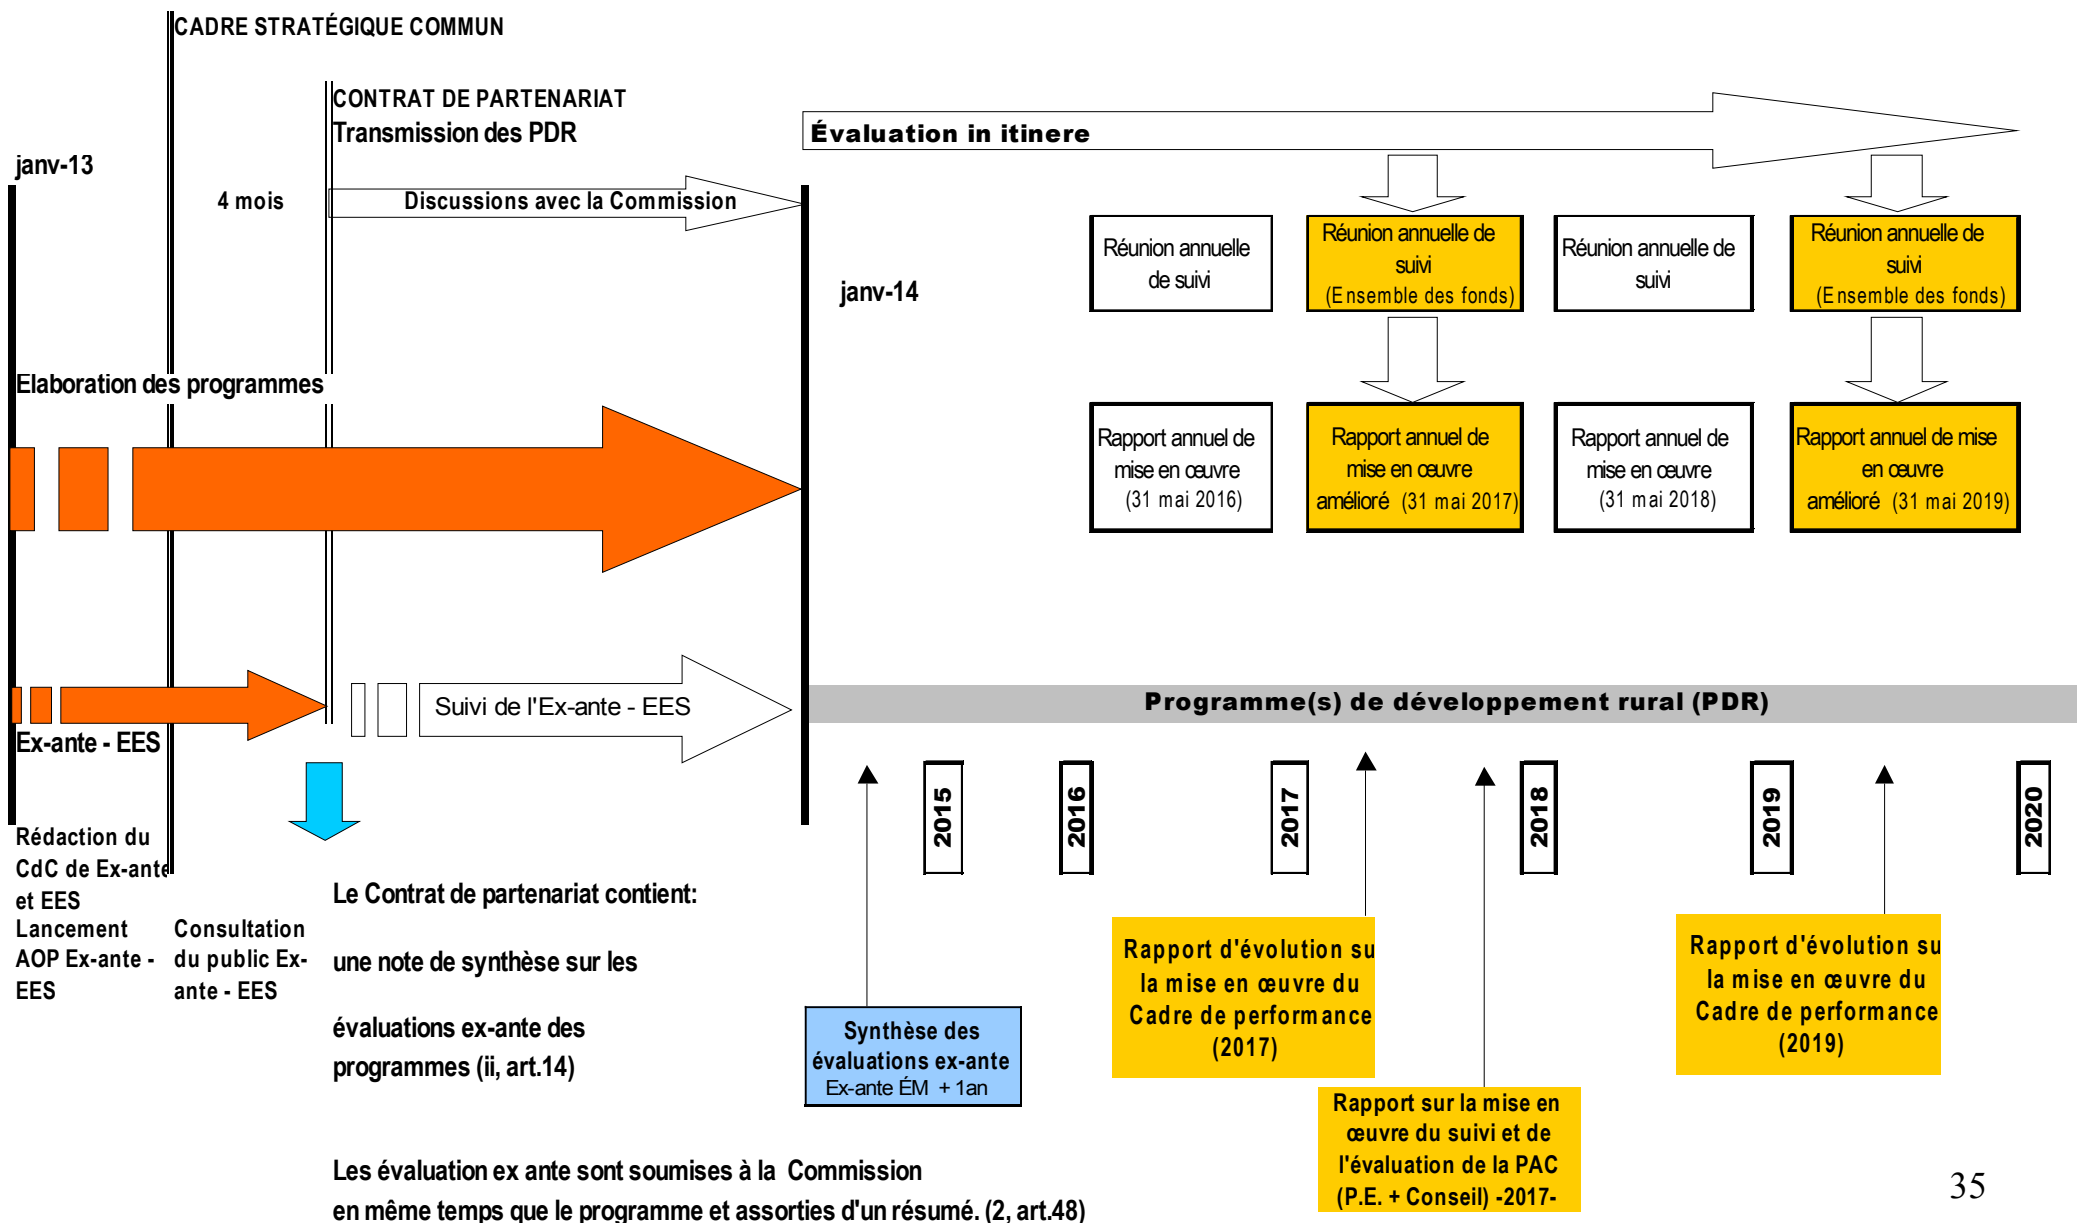 CADRE STRATÉGIQUE COMMUN
CONTRAT DE PARTENARIAT
Transmission des PDR
Évaluation in itinere
janv-13
4 mois
Discussions avec la Commission
janv-14
Réunion annuelle
de suivi
Réunion annuelle de
suivi
(Ensemble des fonds)
Réunion annuelle de
suivi
Réunion annuelle de
suivi
(Ensemble des fonds)
Elaboration des programmes
Rapport annuel de
mise en œuvre
(31 mai 2016)
Rapport annuel de
mise en œuvre
amélioré (31 mai 2017)
Rapport annuel de
mise en œuvre
(31 mai 2018)
Rapport annuel de mise
en œuvre
amélioré (31 mai 2019)
Suivi de l'Ex-ante - EES
Programme(s) de développement rural (PDR)
Ex-ante - EES
2015
2016
2017
2018
2019
2020
Rédaction du
CdC de Ex-ante
et EES
Lancement
AOP Ex-ante -
EES
Consultation
du public Ex-
ante - EES
Le Contrat de partenariat contient:
une note de synthèse sur les
évaluations ex-ante des
programmes (ii, art.14)
Synthèse des
évaluations ex-ante
Ex-ante ÉM + 1an
Rapport d'évolution su
la mise en œuvre du
Cadre de performance
(2017)
Rapport d'évolution su
la mise en œuvre du
Cadre de performance
(2019)
Rapport sur la mise en
œuvre du suivi et de
l'évaluation de la PAC
(P.E. + Conseil) -2017-
Les évaluation ex ante sont soumises à la Commission
en même temps que le programme et assorties d'un résumé. (2, art.48)
35